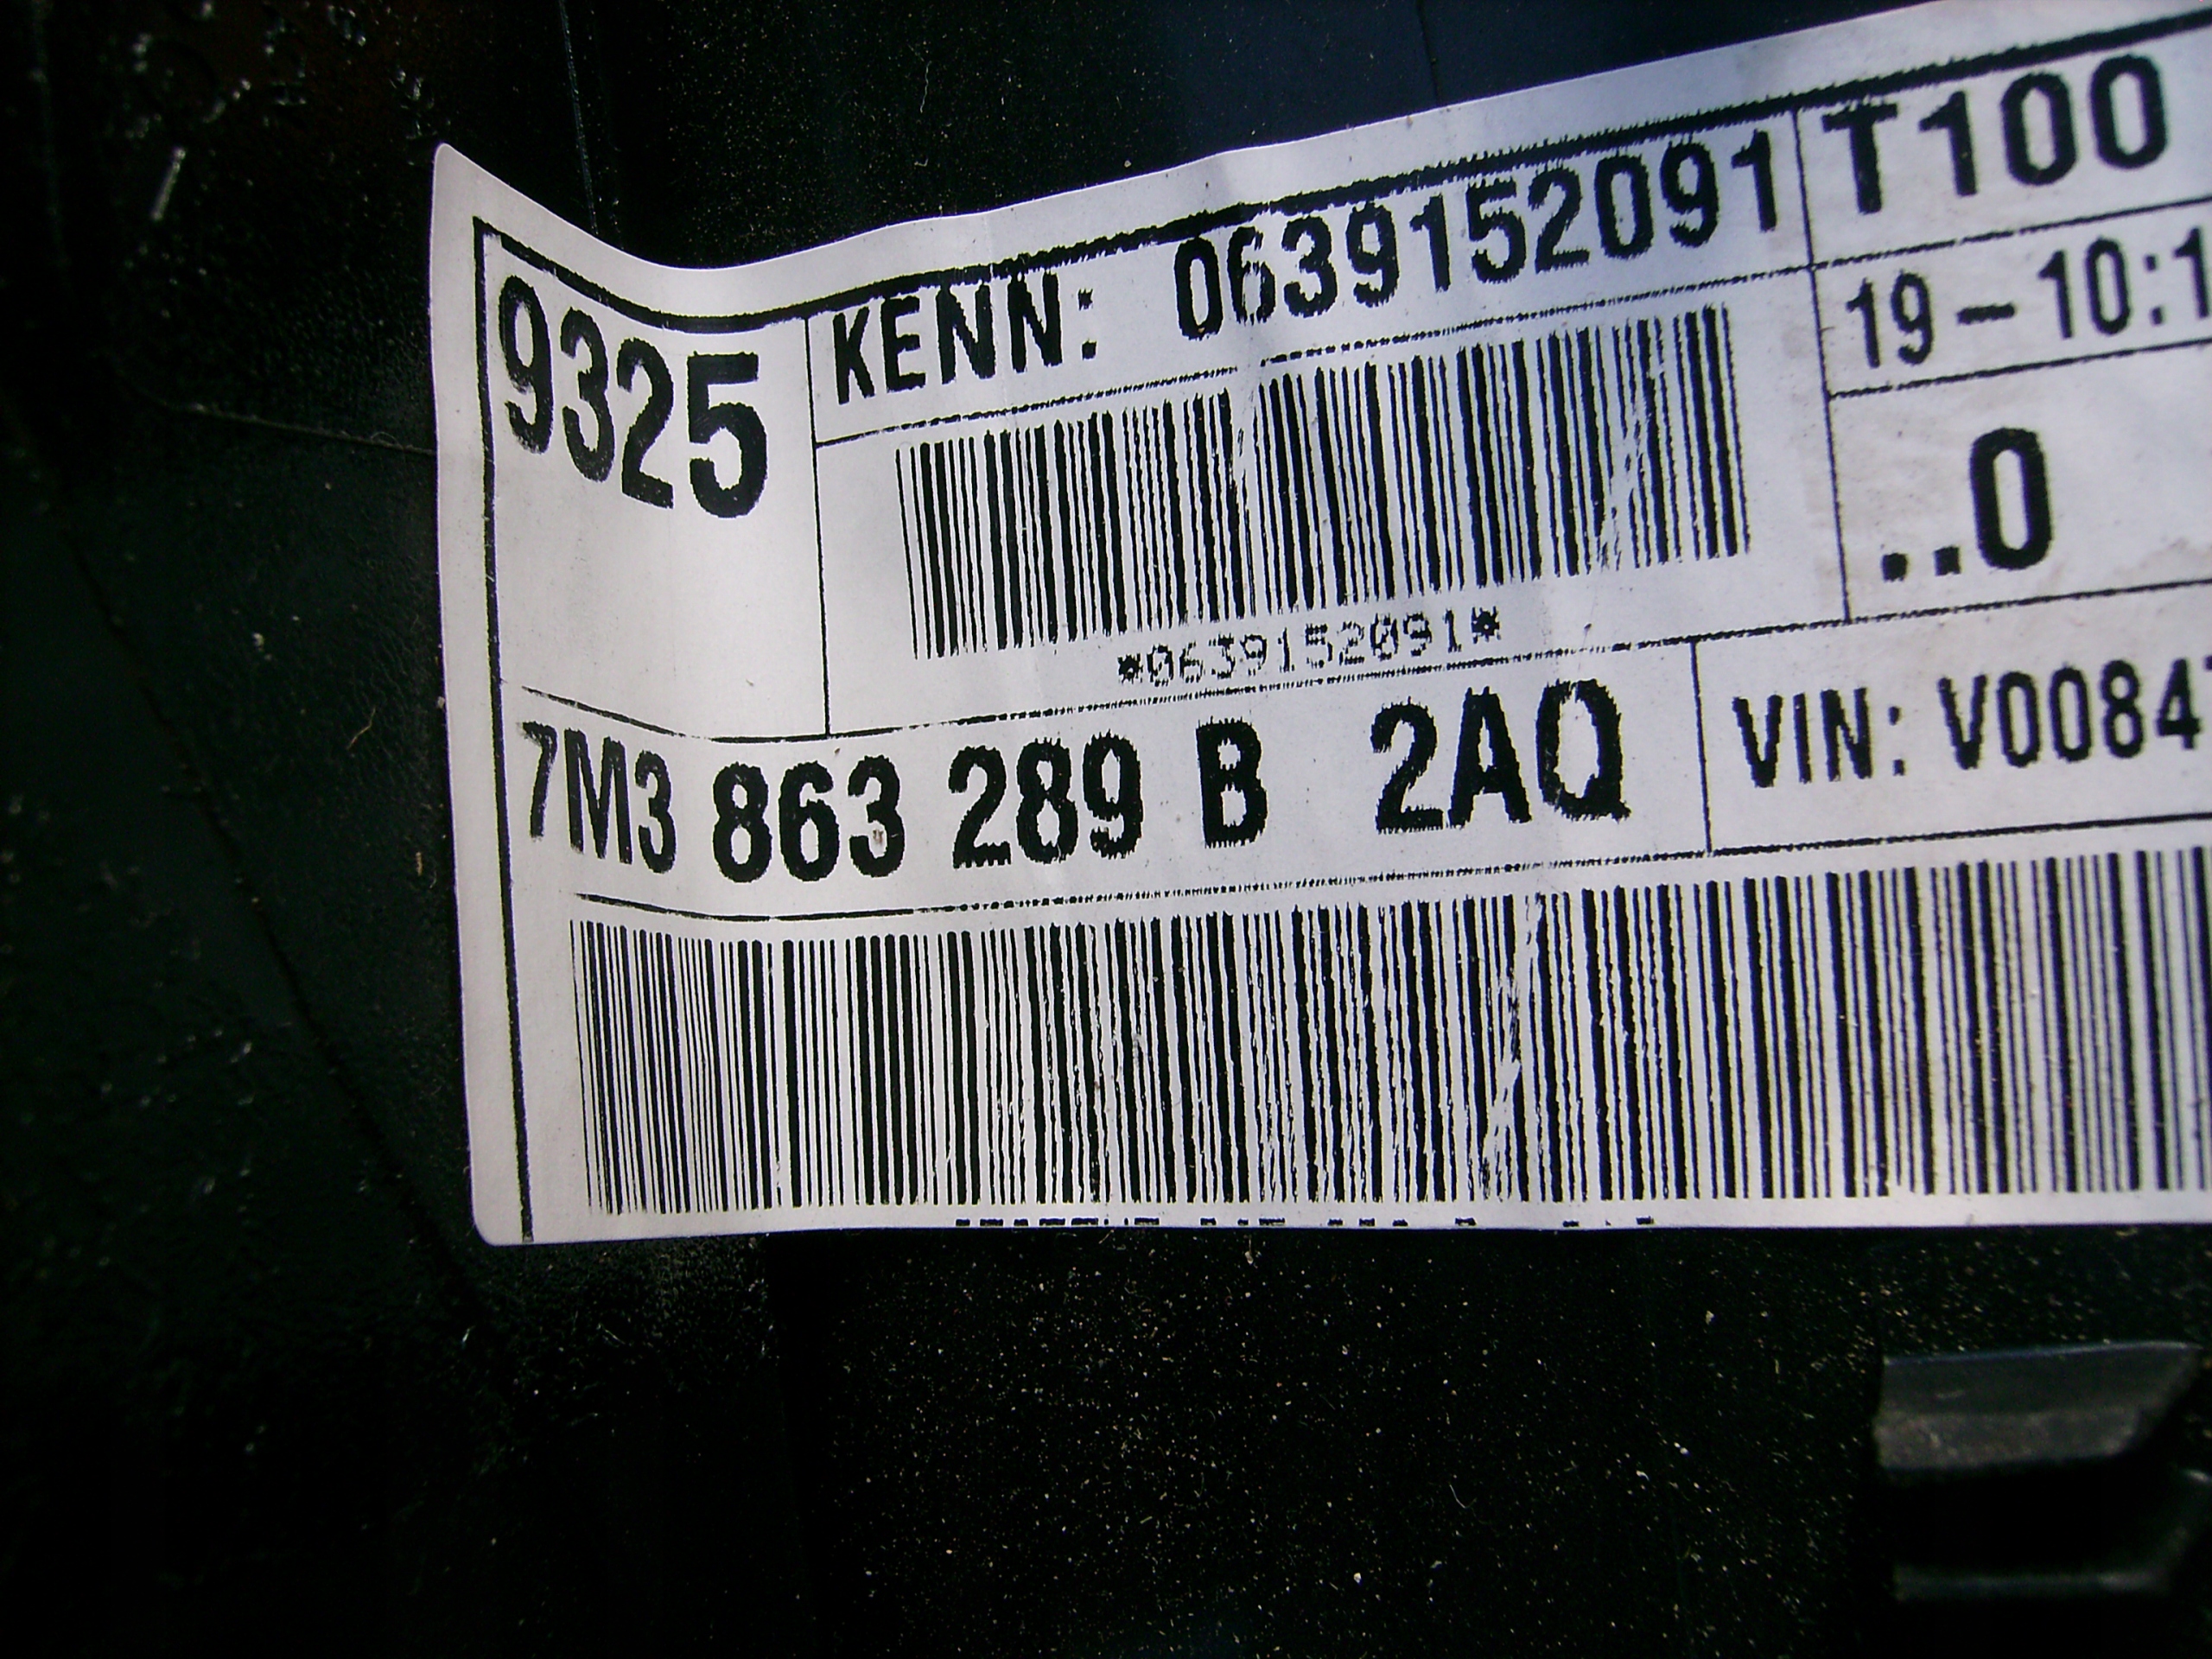 9325
KENN: 0639152091
T100
19-10:1
..0
*0639152091*
7M3 863 289 B 2AQ
VIN: V0084